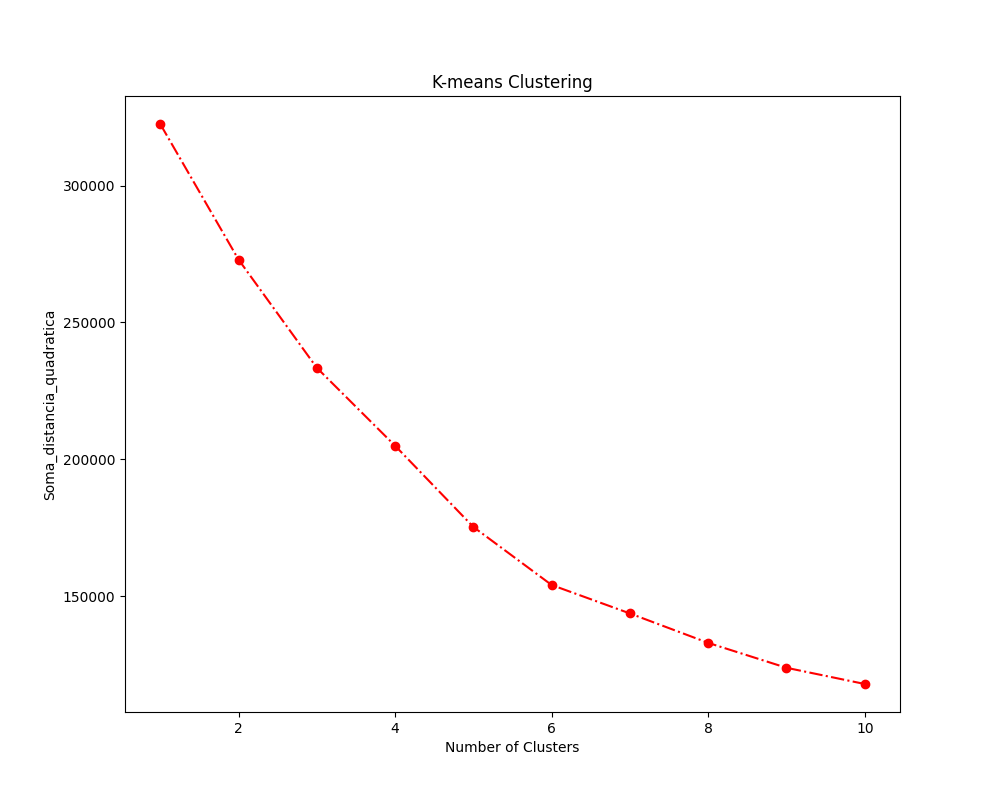 K-means Clustering
300000
250000
200000
150000
Soma_distancia_quadratica
2 4 6 8 10
Number of Clusters